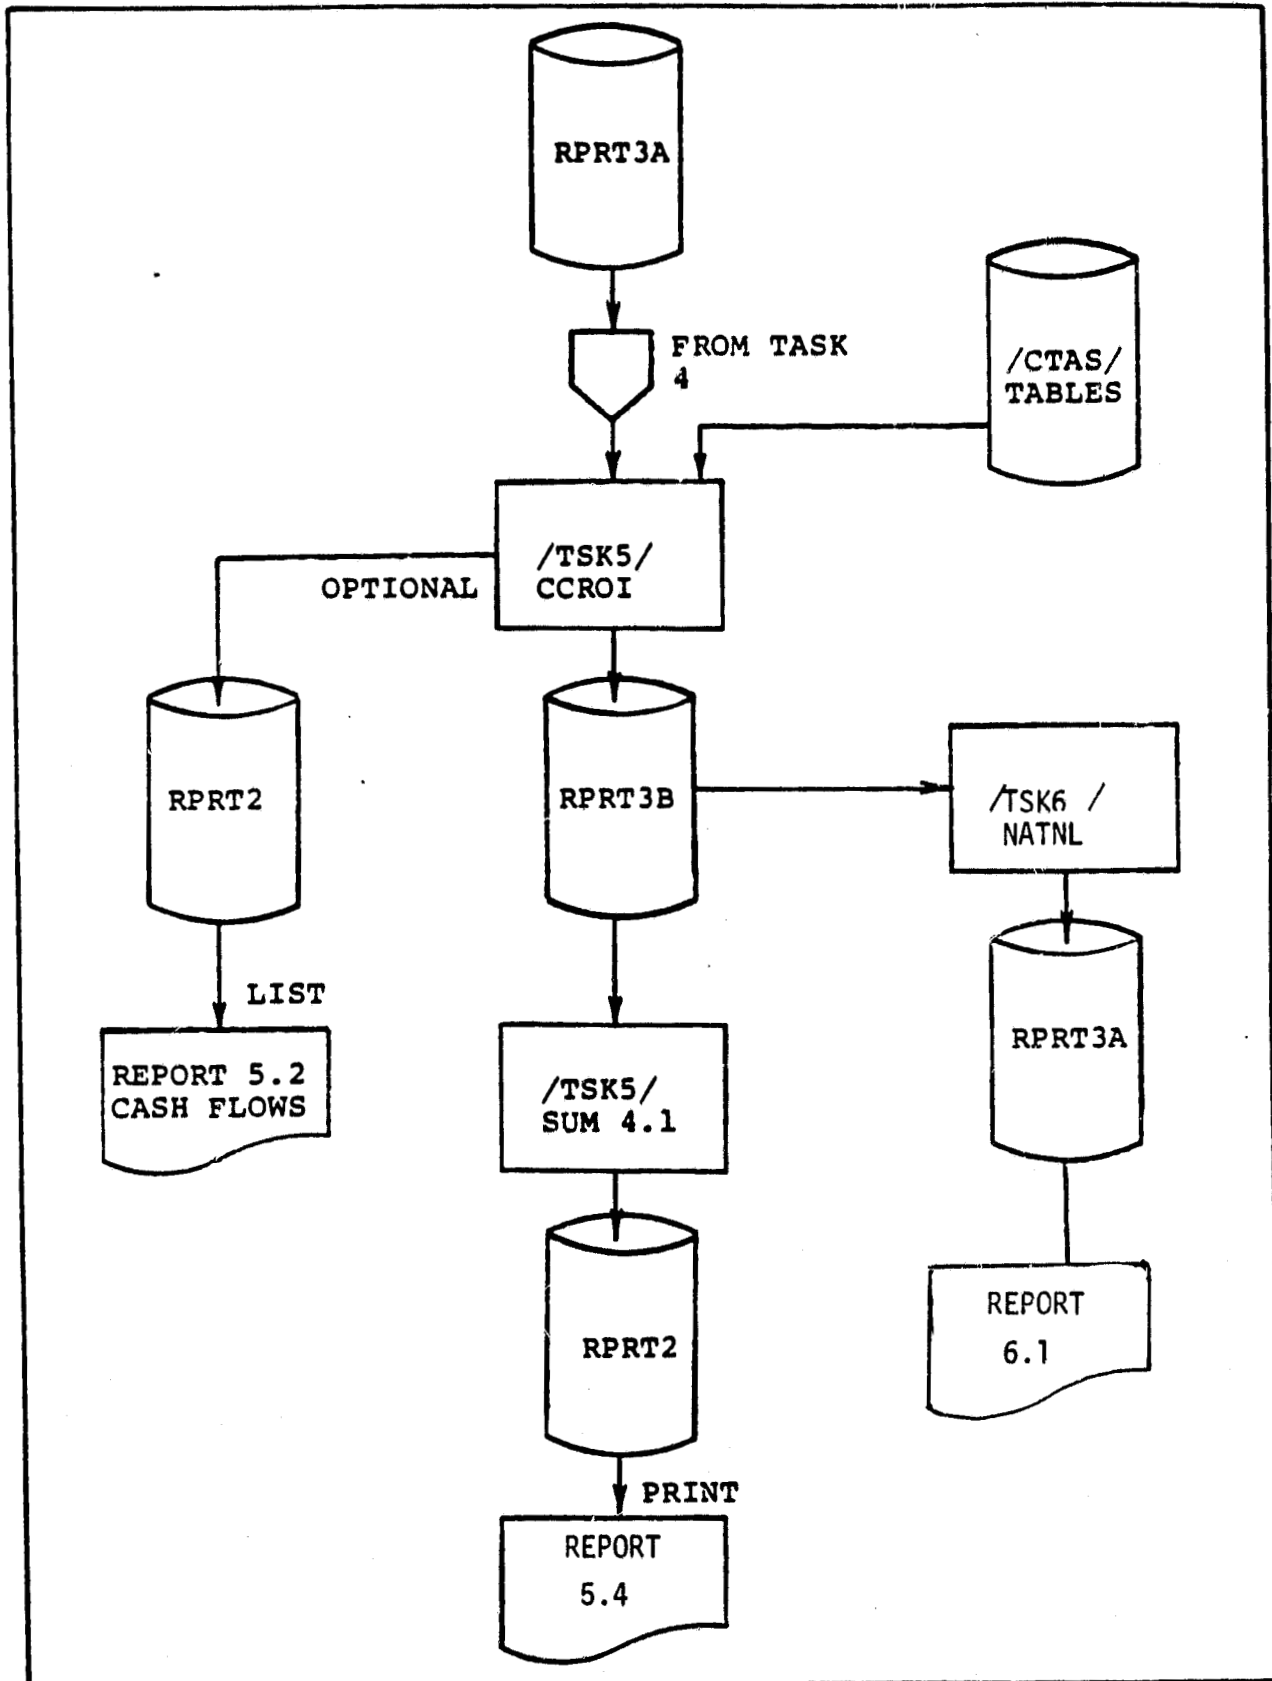 RPRT3A
FROM TASK
4
/CTAS/
TABLES
/TSK5/
CCROI
OPTIONAL
RPRT2
RPRT3B
/TSK6 /
NATNL
LIST
REPORT 5.2
CASH FLOWS
/TSK5/
SUM 4.1
RPRT3A
RPRT2
REPORT
6.1
PRINT
REPORT
5.4